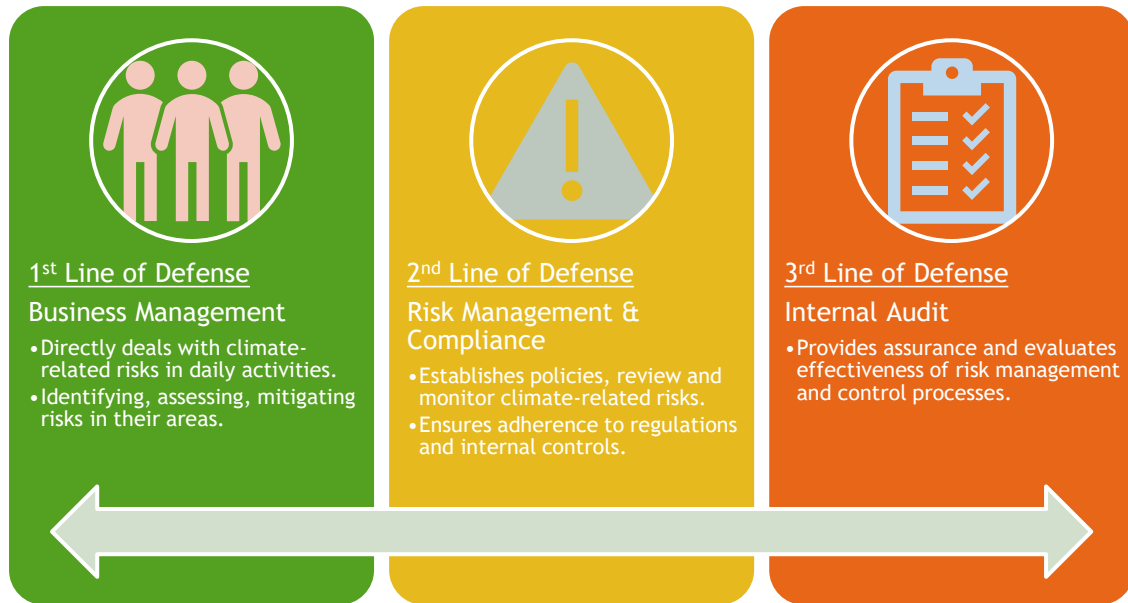 1st Line of Defense
Business Management
•Directly deals with climate-
related risks in daily activities.
•Identifying, assessing, mitigating
risks in their areas.
2nd Line of Defense
Risk Management &
Compliance
•Establishes policies, review and
monitor climate-related risks.
•Ensures adherence to regulations
and internal controls.
3rd Line of Defense
Internal Audit
•Provides assurance and evaluates
effectiveness of risk management
and control processes.